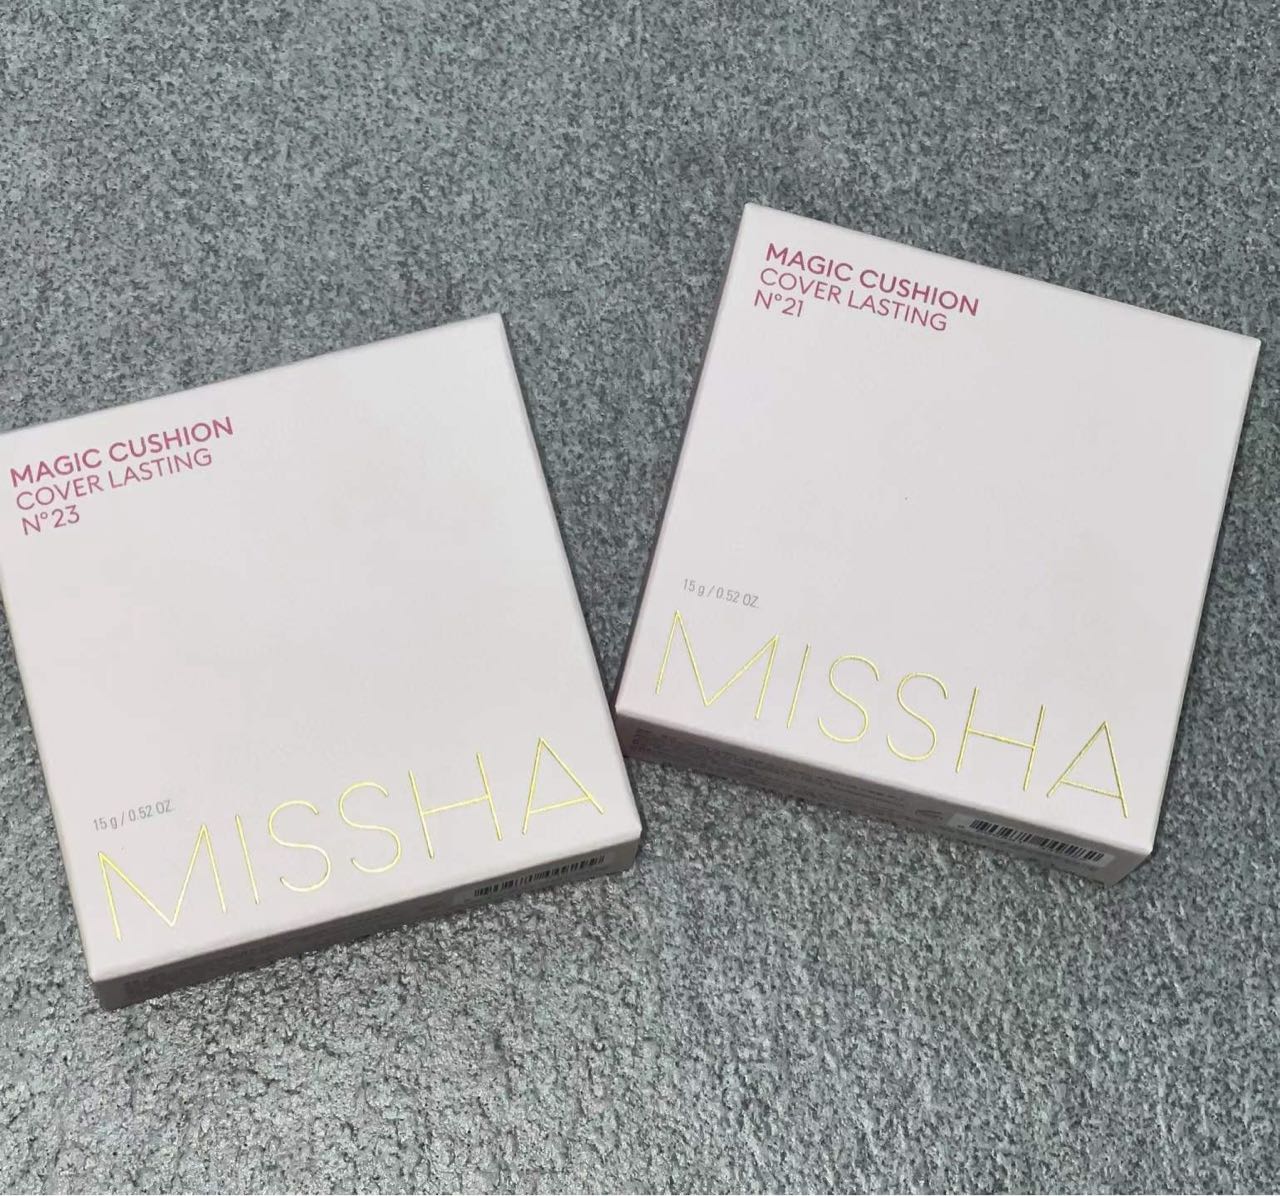 MAGIC CUSHION
COVER LASTING
N°23
15 g / 0.52 OZ.
MISSHA
MAGIC CUSHION
COVER LASTING
N°21
15 g / 0.52 OZ.
MISSHA